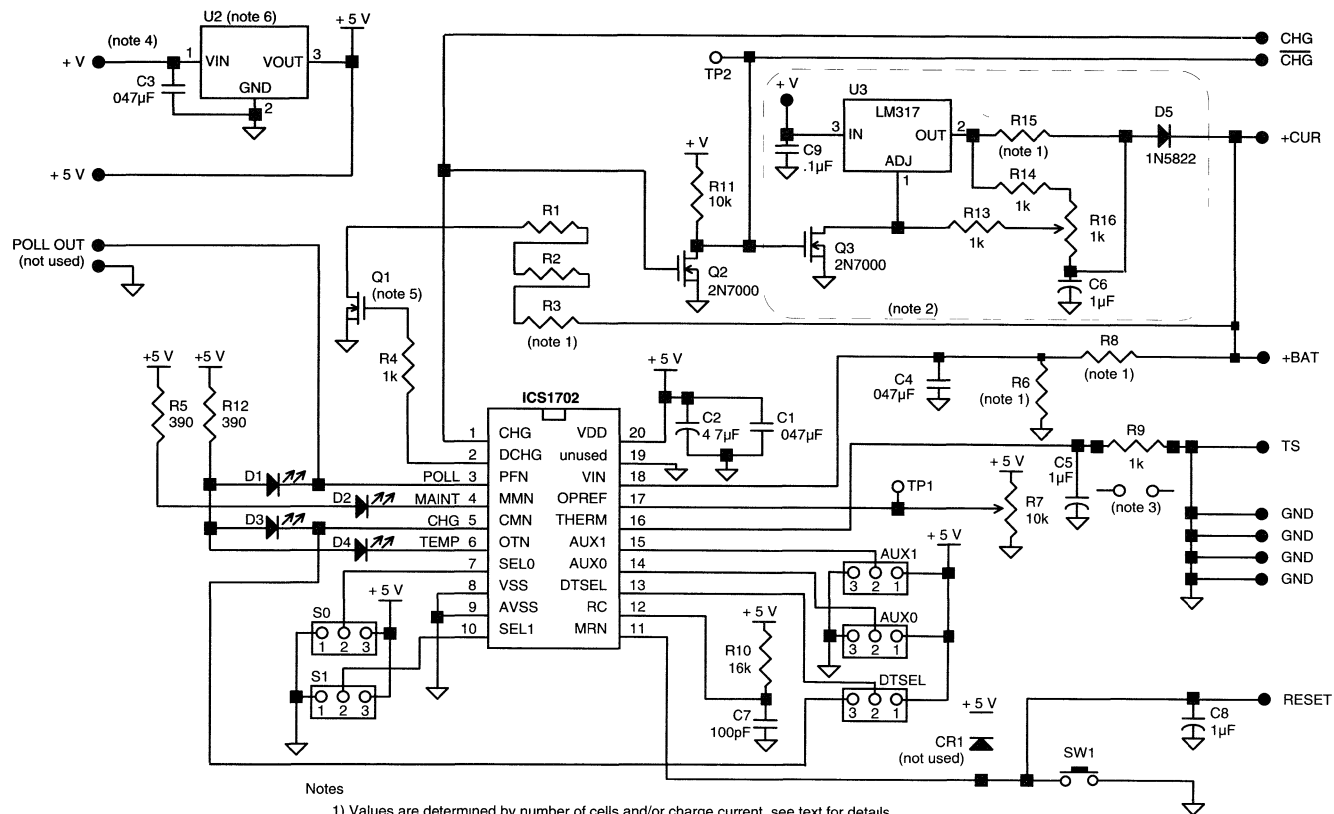 U2 (note 6)
+ 5 V
(note 4)
+ V
1
VIN
VOUT
3
GND
2
C3
047µF
+ 5 V
POLL OUT
(not used)
CHG
CHG
TP2
+ V
U3
LM317
3
IN
OUT
2
ADJ
1
C9
.1µF
R15
(note 1)
D5
1N5822
+CUR
R14
1k
R13
1k
R16
1k
C6
1µF
+ V
R11
10k
Q2
2N7000
Q3
2N7000
(note 2)
R1
R2
R3
(note 1)
Q1
(note 5)
R4
1k
+5 V
+5 V
R5
390
R12
390
+ 5 V
C2
4 7µF
C1
047µF
C4
047µF
R6
(note 1)
R8
(note 1)
+BAT
ICS1702
1 CHG VDD 20
2 DCHG unused 19
POLL 3 PFN VIN 18
MAINT 4 MMN OPREF 17
CHG 5 CMN THERM 16
TEMP 6 OTN AUX1 15
7 SEL0 AUX0 14
8 VSS DTSEL 13
9 AVSS RC 12
10 SEL1 MRN 11
D1
D2
D3
D4
TP1
+ 5 V
R7
10k
C5
1µF
R9
1k
(note 3)
TS
GND
GND
GND
GND
+ 5 V
S0
1 2 3
S1
1 2 3
+ 5 V
AUX1
3 2 1
AUX0
3 2 1
DTSEL
3 2 1
+ 5 V
R10
16k
C7
100pF
+ 5 V
CR1
(not used)
SW1
C8
1µF
RESET
Notes
1) Values are determined by number of cells and/or charge current, see text for details